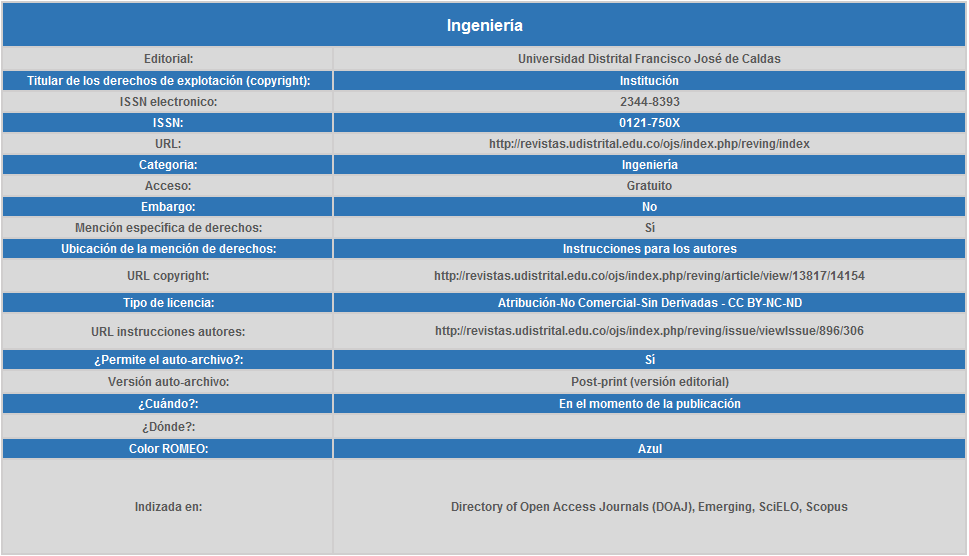 Ingeniería
Editorial: Universidad Distrital Francisco José de Caldas
Titular de los derechos de explotación (copyright): Institución
ISSN electronico: 2344-8393
ISSN: 0121-750X
URL: http://revistas.udistrital.edu.co/ojs/index.php/reving/index
Categoria: Ingeniería
Acceso: Gratuito
Embargo: No
Mención especifica de derechos: Sí
Ubicación de la mención de derechos: Instrucciones para los autores
URL copyright: http://revistas.udistrital.edu.co/ojs/index.php/reving/article/view/13817/14154
Tipo de licencia: Atribución-No Comercial-Sin Derivadas - CC BY-NC-ND
URL instrucciones autores: http://revistas.udistrital.edu.co/ojs/index.php/reving/issue/viewIssue/896/306
¿Permite el auto-archivo?: Sí
Versión auto-archivo: Post-print (versión editorial)
¿Cuándo?: En el momento de la publicación
¿Dónde?:
Color ROMEO: Azul
Indizada en: Directory of Open Access Journals (DOAJ), Emerging, SciELO, Scopus